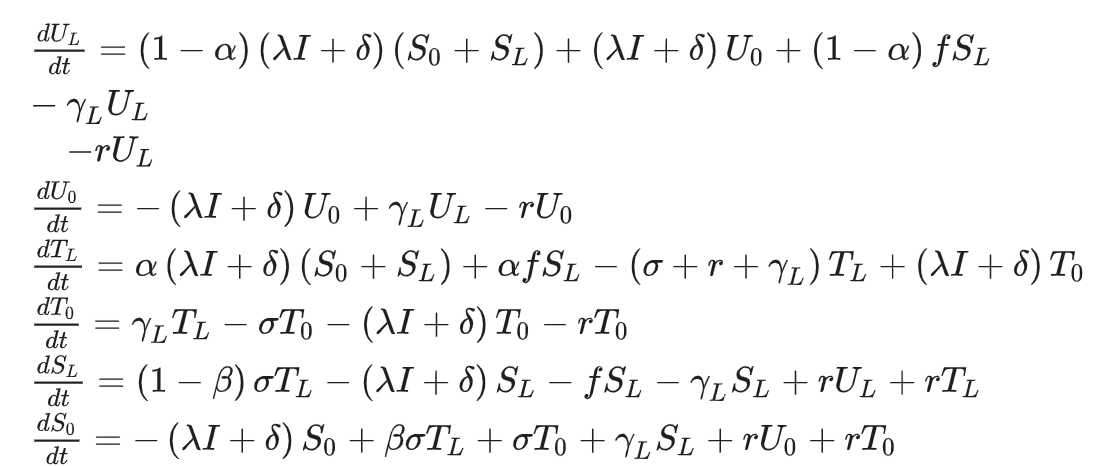 dU_L/dt = (1 − α) (λI + δ) (S_0 + S_L) + (λI + δ) U_0 + (1 − α) fS_L
− γ_L U_L
−rU_L
dU_0/dt = − (λI + δ) U_0 + γ_L U_L − rU_0
dT_L/dt = α (λI + δ) (S_0 + S_L) + αfS_L − (σ + r + γ_L) T_L + (λI + δ) T_0
dT_0/dt = γ_L T_L − σT_0 − (λI + δ) T_0 − rT_0
dS_L/dt = (1 − β) σT_L − (λI + δ) S_L − fS_L − γ_L S_L + rU_L + rT_L
dS_0/dt = − (λI + δ) S_0 + βσT_L + σT_0 + γ_L S_L + rU_0 + rT_0